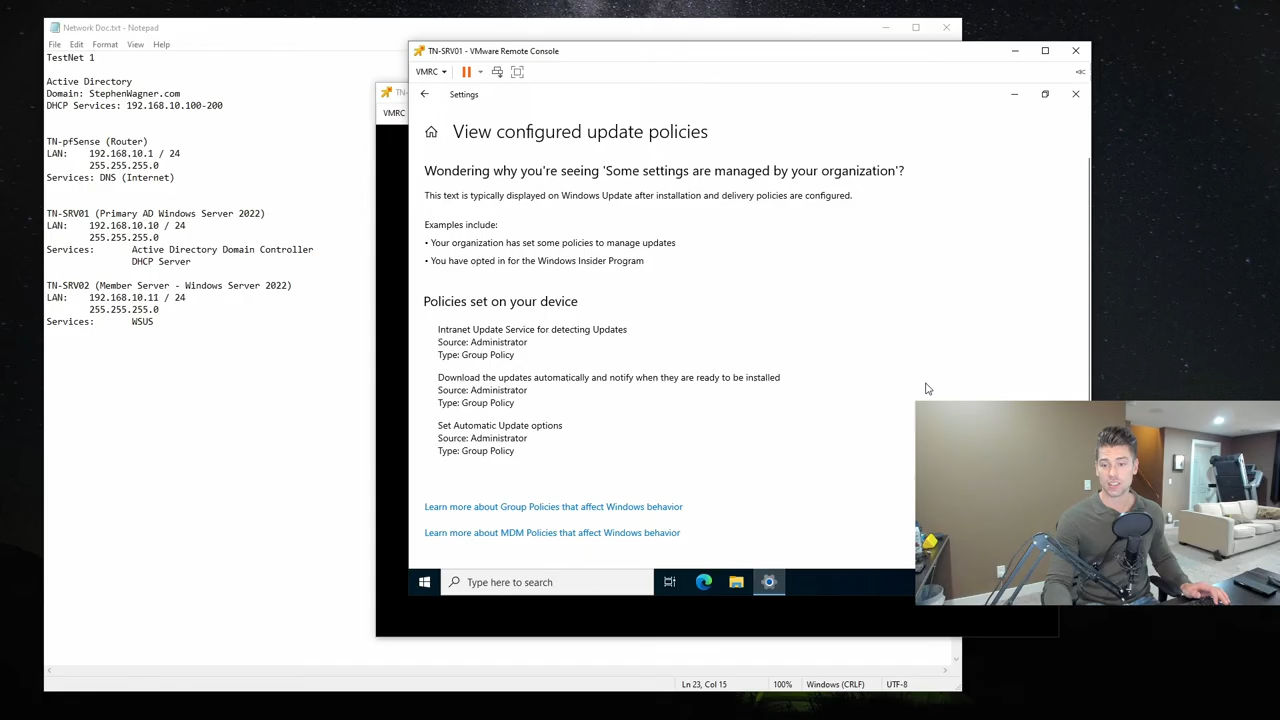 Network Doc.txt - Notepad
File Edit Format View Help
TestNet 1
Active Directory
Domain: StephenWagner.com
DHCP Services: 192.168.10.100-200
TN-pfSense (Router)
LAN: 192.168.10.1 / 24
255.255.255.0
Services: DNS (Internet)
TN-SRV01 (Primary AD Windows Server 2022)
LAN: 192.168.10.10 / 24
255.255.255.0
Services: Active Directory Domain Controller
DHCP Server
TN-SRV02 (Member Server - Windows Server 2022)
LAN: 192.168.10.11 / 24
255.255.255.0
Services: WSUS
Ln 23, Col 15 100% Windows (CRLF) UTF-8
TN-
VMRC
TN-SRV01 - VMware Remote Console
VMRC
Settings
View configured update policies
Wondering why you're seeing 'Some settings are managed by your organization'?
This text is typically displayed on Windows Update after installation and delivery policies are configured.
Examples include:
• Your organization has set some policies to manage updates
• You have opted in for the Windows Insider Program
Policies set on your device
Intranet Update Service for detecting Updates
Source: Administrator
Type: Group Policy
Download the updates automatically and notify when they are ready to be installed
Source: Administrator
Type: Group Policy
Set Automatic Update options
Source: Administrator
Type: Group Policy
Learn more about Group Policies that affect Windows behavior
Learn more about MDM Policies that affect Windows behavior
Type here to search